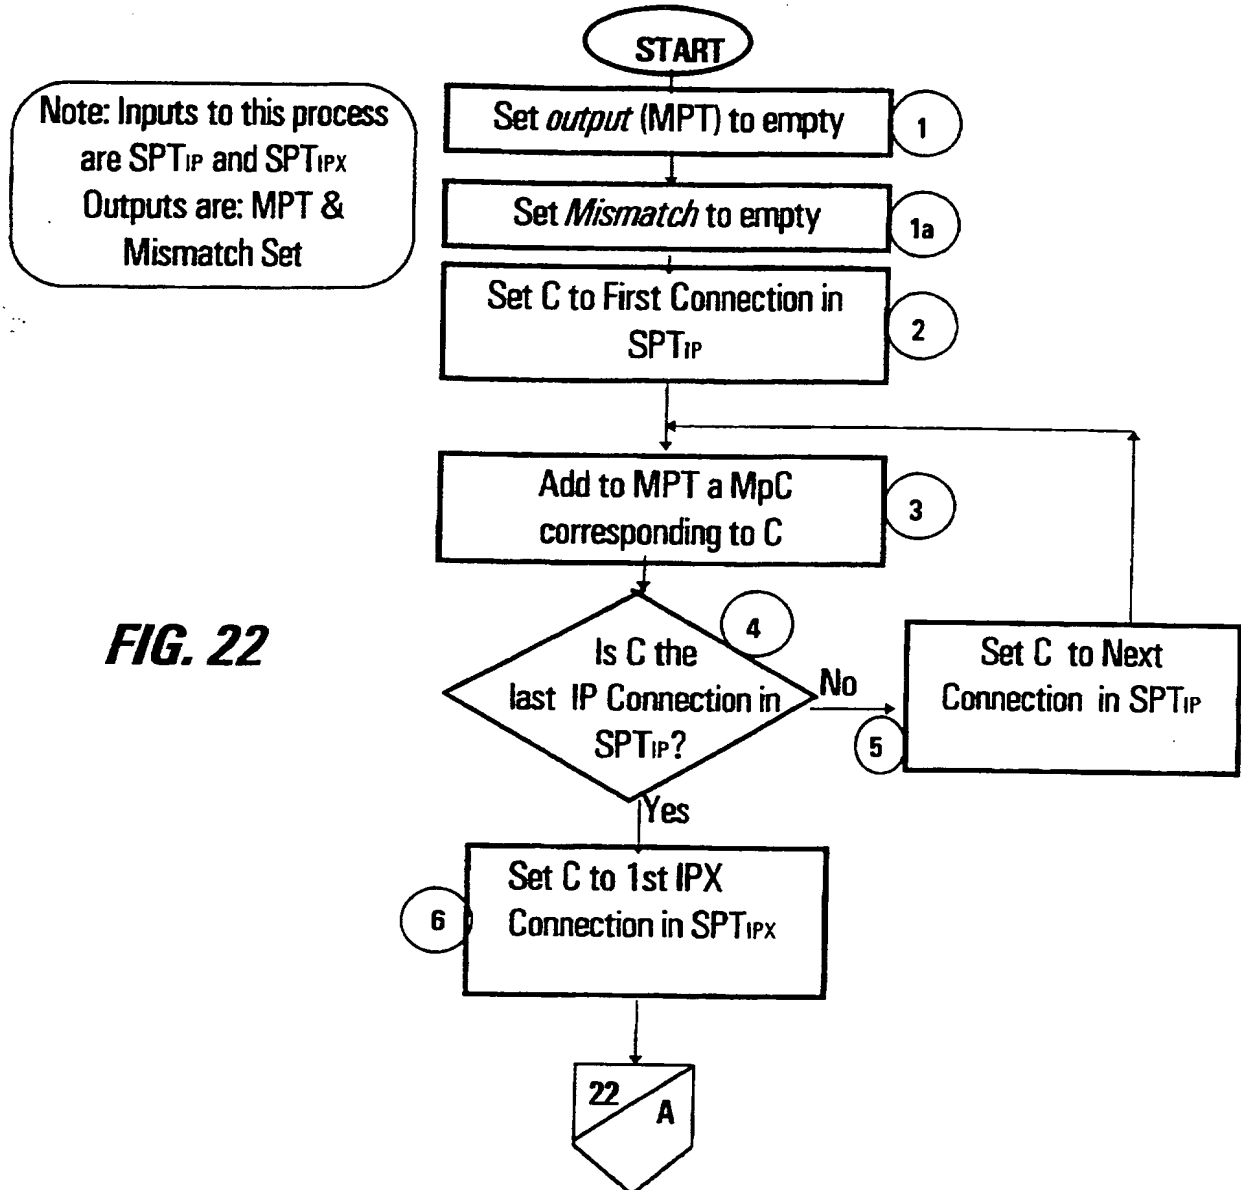 START
Note: Inputs to this process
are SPTIP and SPTIPX
Outputs are: MPT &
Mismatch Set
Set output (MPT) to empty
1
Set Mismatch to empty
1a
Set C to First Connection in
SPTIP
2
Add to MPT a MpC
corresponding to C
3
FIG. 22
4
Is C the
last IP Connection in
SPTIP?
No
5
Set C to Next
Connection in SPTIP
Yes
Set C to 1st IPX
Connection in SPTIPX
6
22
A